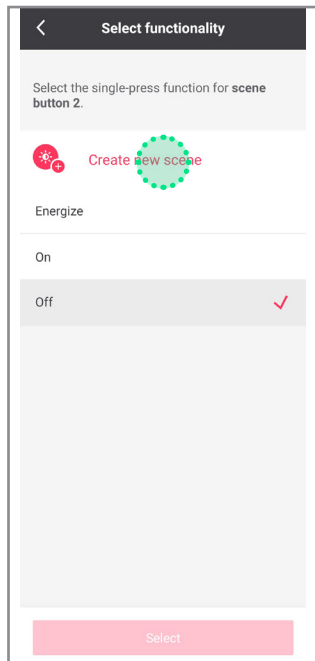 Select functionality
Select the single-press function for scene
button 2.
Create new scene
Energize
On
Off
Select